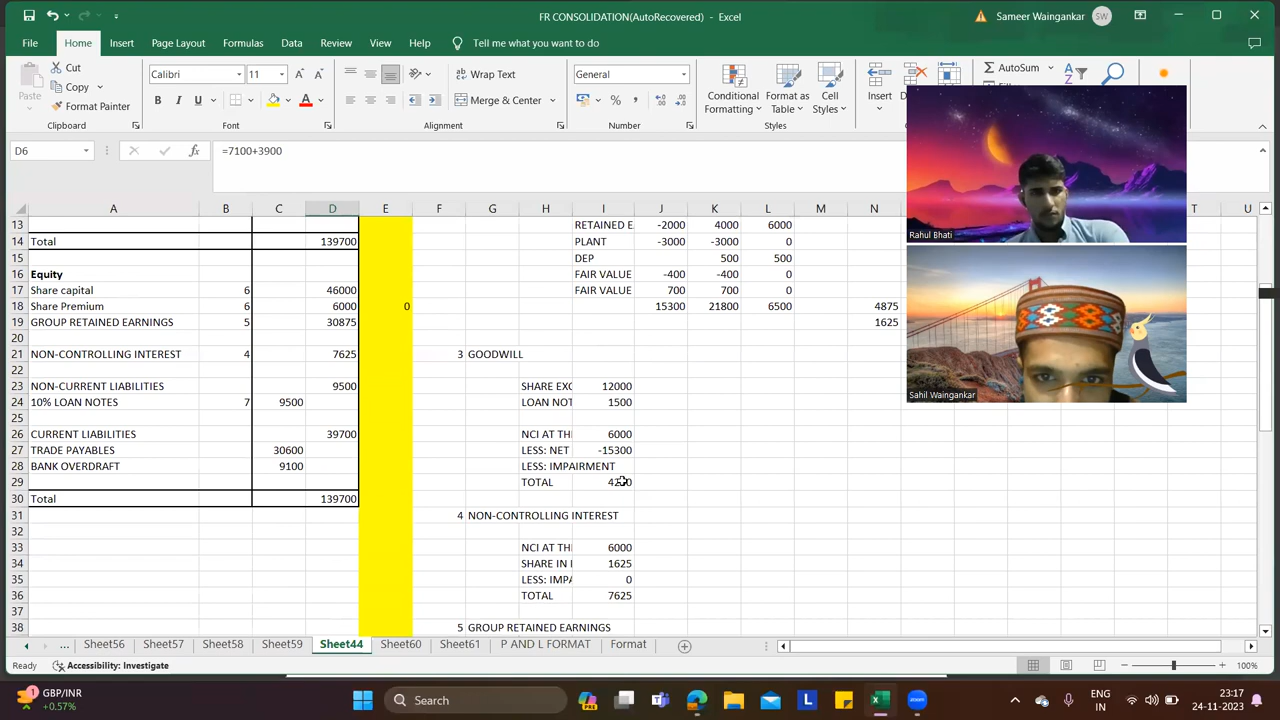 FR CONSOLIDATION(AutoRecovered) - Excel
Sameer Waingankar SW
File Home Insert Page Layout Formulas Data Review View Help Tell me what you want to do
Paste Cut
Copy
Format Painter
Clipboard
Calibri 11
B I U
Font
Wrap Text
Merge & Center
Alignment
General
% ,
Number
Conditional Formatting
Format as Table
Cell Styles
Styles
Insert
AutoSum
D6 fx =7100+3900
A B C D E F G H I J K L M N T U
13 RETAINED E -2000 4000 6000
14 Total 139700 PLANT -3000 -3000 0
15 DEP 500 500
16 Equity FAIR VALUE -400 -400 0
17 Share capital 6 46000 FAIR VALUE 700 700 0
18 Share Premium 6 6000 0 15300 21800 6500 4875
19 GROUP RETAINED EARNINGS 5 30875 1625
20
21 NON-CONTROLLING INTEREST 4 7625 3 GOODWILL
22
23 NON-CURRENT LIABILITIES 9500 SHARE EXC 12000
24 10% LOAN NOTES 7 9500 LOAN NOT 1500
25
26 CURRENT LIABILITIES 39700 NCI AT TH 6000
27 TRADE PAYABLES 30600 LESS: NET -15300
28 BANK OVERDRAFT 9100 LESS: IMPAIRMENT
29 TOTAL
30 Total 139700
31 4 NON-CONTROLLING INTEREST
32
33 NCI AT TH 6000
34 SHARE IN 1625
35 LESS: IMPA 0
36 TOTAL 7625
37
38 5 GROUP RETAINED EARNINGS
Rahul Bhati
Sahil Waingankar
... Sheet56 Sheet57 Sheet58 Sheet59 Sheet44 Sheet60 Sheet61 P AND L FORMAT Format
Ready Accessibility: Investigate 100%
1 GBP/INR
+0.57%
Search
PRE
L
ENG
IN
23:17
24-11-2023